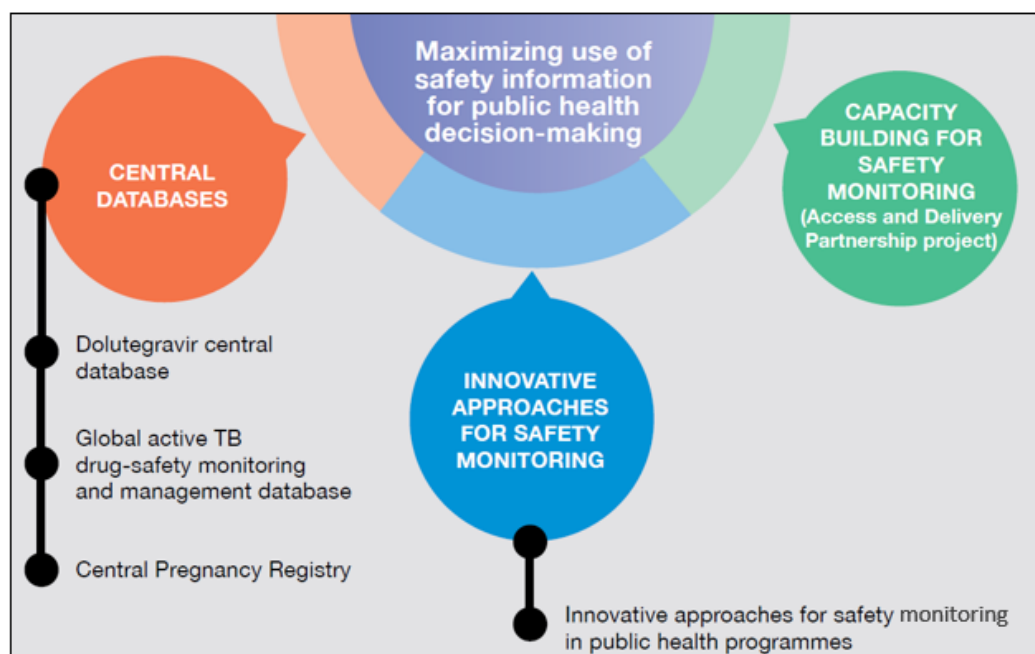 Maximizing use of
safety information
for public health
decision-making
CENTRAL
DATABASES
Dolutegravir central
database
Global active TB
drug-safety monitoring
and management database
Central Pregnancy Registry
INNOVATIVE
APPROACHES
FOR SAFETY
MONITORING
Innovative approaches for safety monitoring
in public health programmes
CAPACITY
BUILDING FOR
SAFETY
MONITORING
(Access and Delivery
Partnership project)